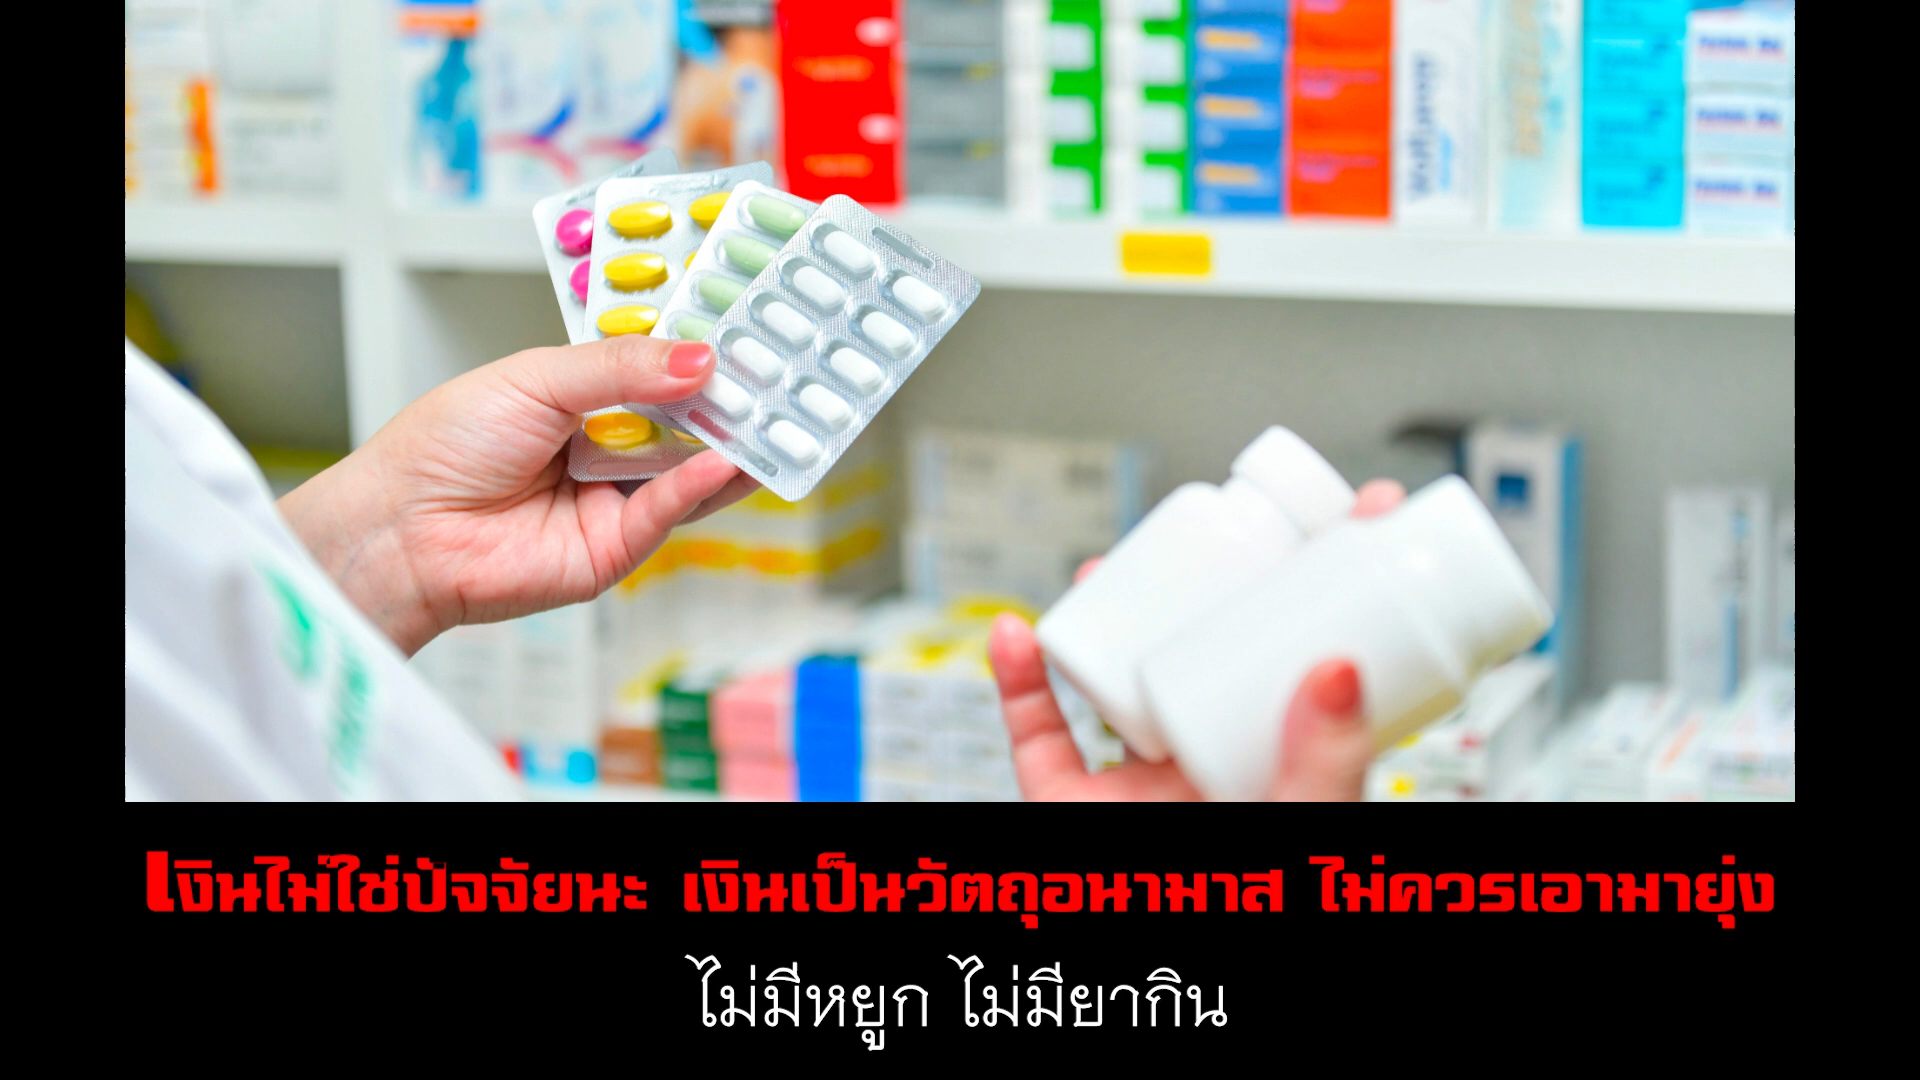 เงินไม่ใช่ปัจจัยนะ เงินเป็นวัตถุอนามาส ไม่ควรเอามายุ่ง
ไม่มีหยูก ไม่มียากิน